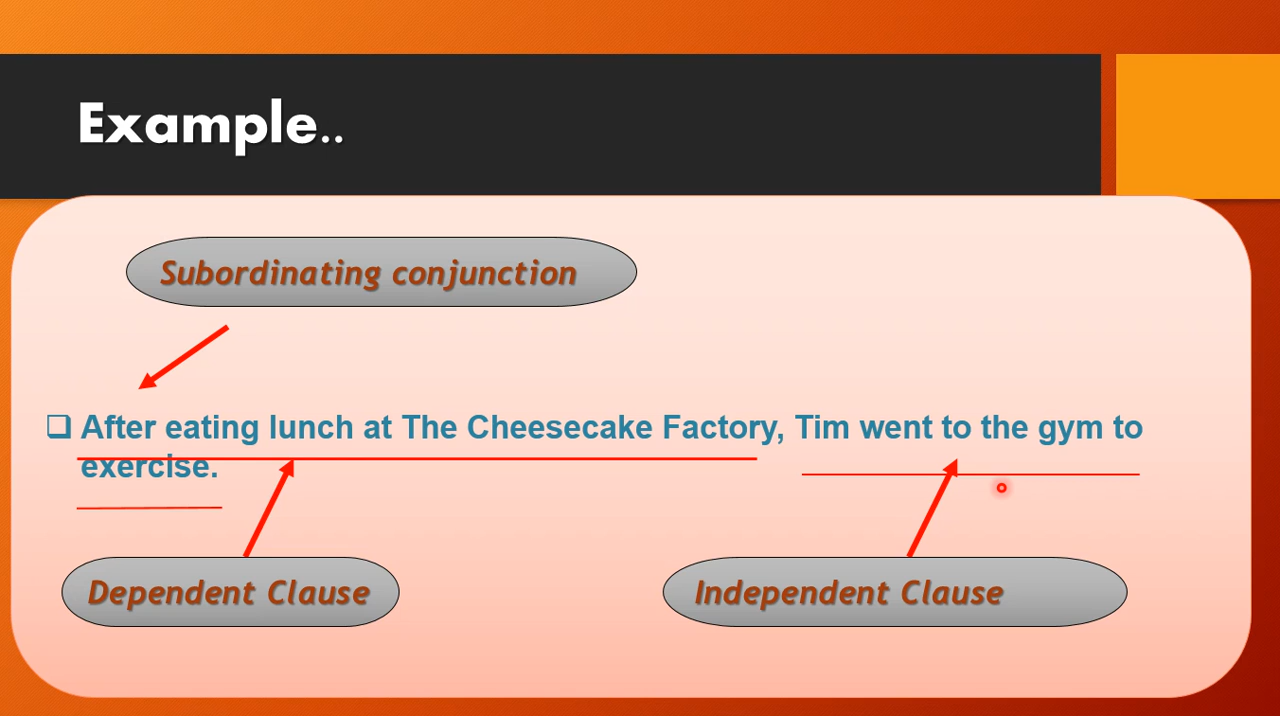 Example..
Subordinating conjunction
After eating lunch at The Cheesecake Factory, Tim went to the gym to
exercise.
Dependent Clause
Independent Clause